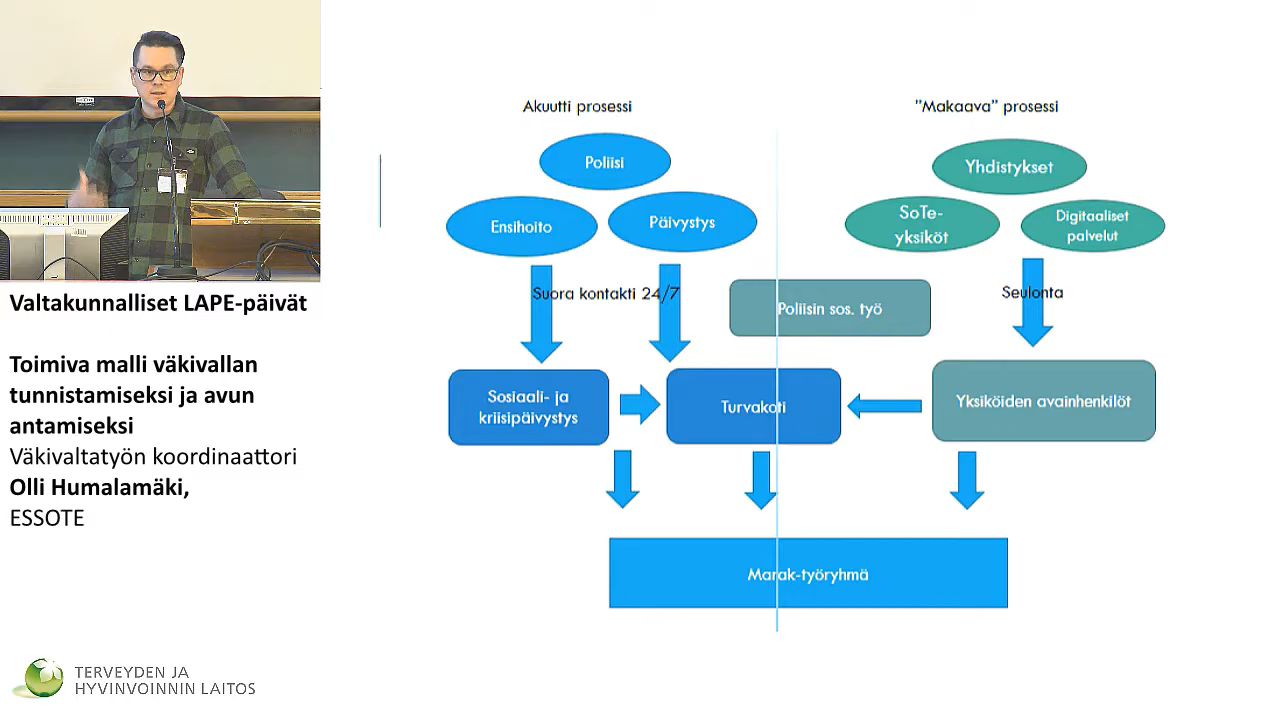 Valtakunnalliset LAPE-päivät
Toimiva malli väkivallan
tunnistamiseksi ja avun
antamiseksi
Väkivaltatyön koordinaattori
Olli Humalamäki,
ESSOTE
TERVEYDEN JA
HYVINVOINNIN LAITOS
Akuutti prosessi
"Makaava" prosessi
Poliisi
Ensihoito
Päivystys
Yhdistykset
SoTe-
yksiköt
Digitaaliset
palvelut
Suora kontakti 24/7
Poliisin sos. työ
Seulonta
Sosiaali- ja
kriisipäivystys
Turvakoti
Yksiköiden avainhenkilöt
Marak-työryhmä